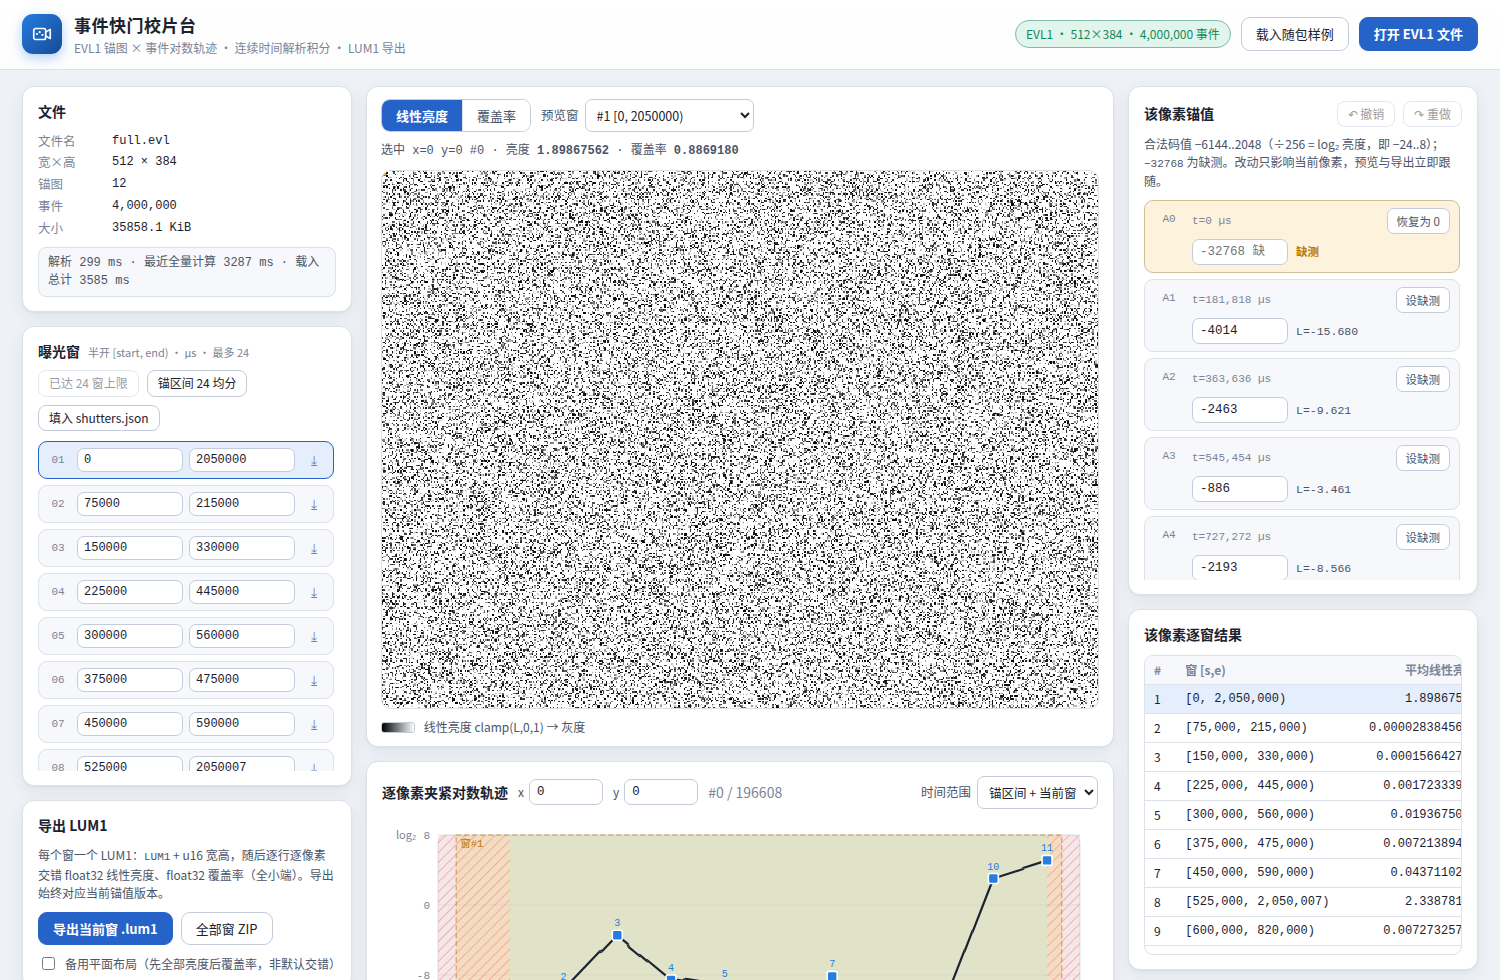 事件快门校片台
EVL1 锚图 × 事件对数轨迹 · 连续时间解析积分 · LUM1 导出
EVL1 · 512×384 · 4,000,000 事件
载入随包样例
打开 EVL1 文件
文件
文件名 full.evl
宽×高 512 × 384
锚图 12
事件 4,000,000
大小 35858.1 KiB
解析 299 ms · 最近全量计算 3287 ms · 载入
总计 3585 ms
曝光窗 半开 [start, end) · μs · 最多 24
已达 24 窗上限
锚区间 24 均分
填入 shutters.json
01 0 2050000 ↓
02 75000 215000 ↓
03 150000 330000 ↓
04 225000 445000 ↓
05 300000 560000 ↓
06 375000 475000 ↓
07 450000 590000 ↓
08 525000 2050007 ↓
导出 LUM1
每个窗一个 LUM1：LUM1 + u16 宽高，随后逐行逐像素
交错 float32 线性亮度、float32 覆盖率（全小端）。导出
始终对应当前锚值版本。
导出当前窗 .lum1
全部窗 ZIP
备用平面布局（先全部亮度后覆盖率，非默认交错）
线性亮度
覆盖率
预览窗 #1 [0, 2050000)
选中 x=0 y=0 #0 · 亮度 1.89867562 · 覆盖率 0.8869180
线性亮度 clamp(L,0,1) → 灰度
逐像素夹紧对数轨迹 x 0 y 0 #0 / 196608
时间范围 锚区间 + 当前窗
log₂ 8
窗#1
11
10
0
3
4
5
7
2
-8
该像素锚值
↶ 撤销
↷ 重做
合法码值 −6144..2048（÷256 = log₂ 亮度，即 −24..8）；
−32768 为缺测。改动只影响当前像素，预览与导出立即跟
随。
A0 t=0 μs 恢复为 0
-32768 缺 缺测
A1 t=181,818 μs 设缺测
-4014 L=-15.680
A2 t=363,636 μs 设缺测
-2463 L=-9.621
A3 t=545,454 μs 设缺测
-886 L=-3.461
A4 t=727,272 μs 设缺测
-2193 L=-8.566
该像素逐窗结果
# 窗 [s,e) 平均线性亮
1 [0, 2,050,000) 1.898675
2 [75,000, 215,000) 0.00002838456
3 [150,000, 330,000) 0.0001566427
4 [225,000, 445,000) 0.001723339
5 [300,000, 560,000) 0.01936750
6 [375,000, 475,000) 0.007213894
7 [450,000, 590,000) 0.04371102
8 [525,000, 2,050,007) 2.338781
9 [600,000, 820,000) 0.007273257